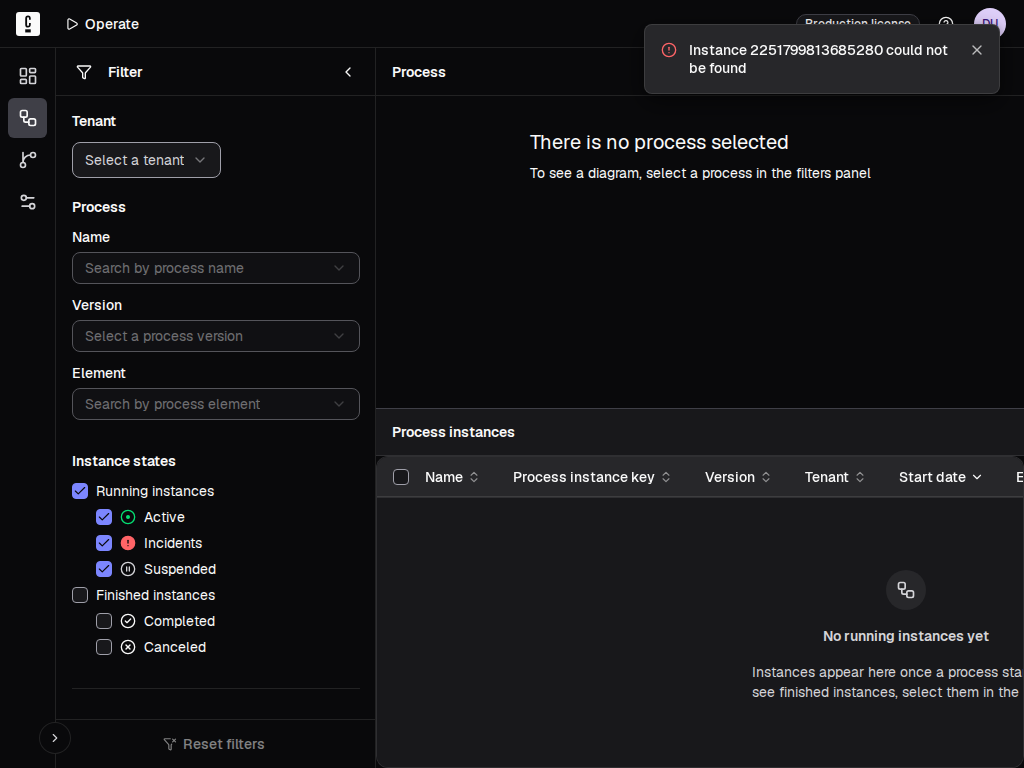 Operate
Production license
DU
Instance 2251799813685280 could not
be found
Filter
Process
Tenant
Select a tenant
Process
Name
Search by process name
Version
Select a process version
Element
Search by process element
Instance states
Running instances
Active
Incidents
Suspended
Finished instances
Completed
Canceled
Reset filters
There is no process selected
To see a diagram, select a process in the filters panel
Process instances
Name
Process instance key
Version
Tenant
Start date
E
No running instances yet
Instances appear here once a process sta
see finished instances, select them in the